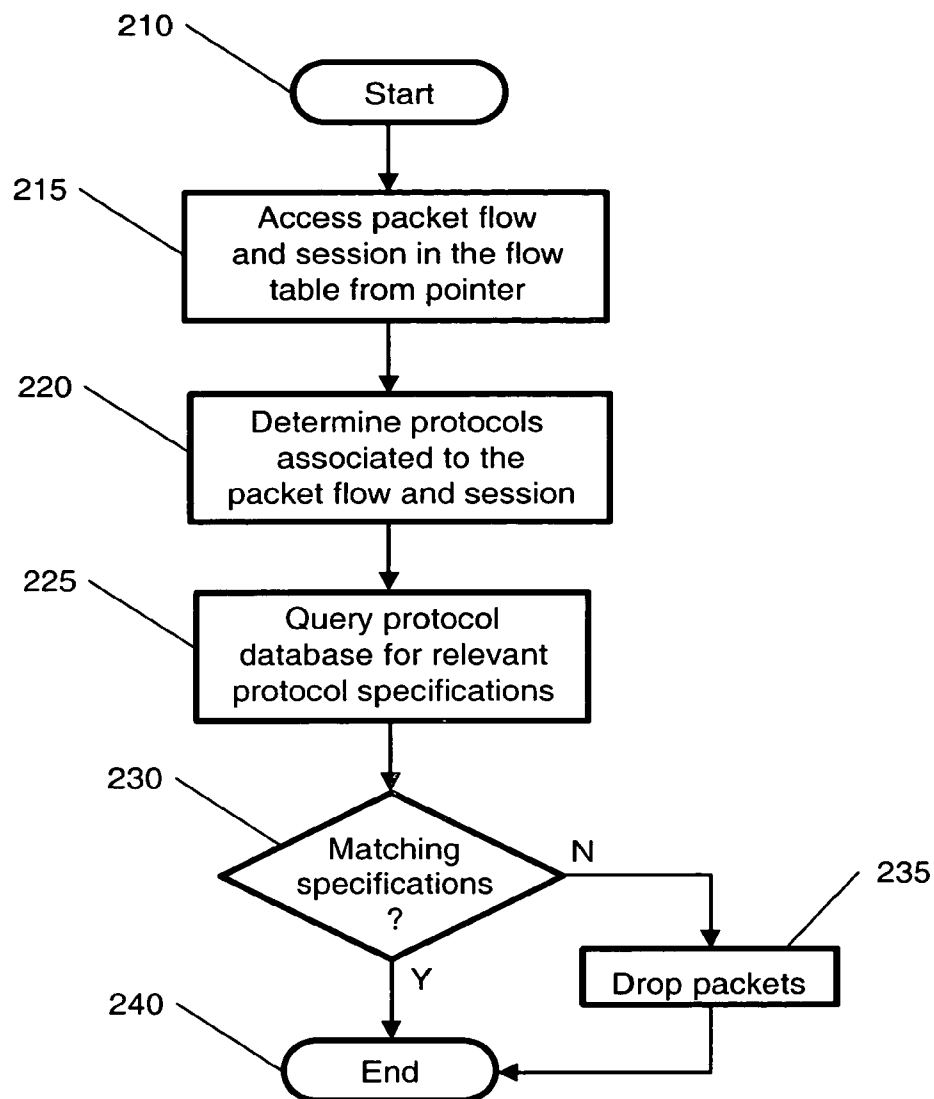 210
Start
215
Access packet flow
and session in the flow
table from pointer
220
Determine protocols
associated to the
packet flow and session
225
Query protocol
database for relevant
protocol specifications
230
Matching
specifications
?
N
235
Drop packets
Y
240
End